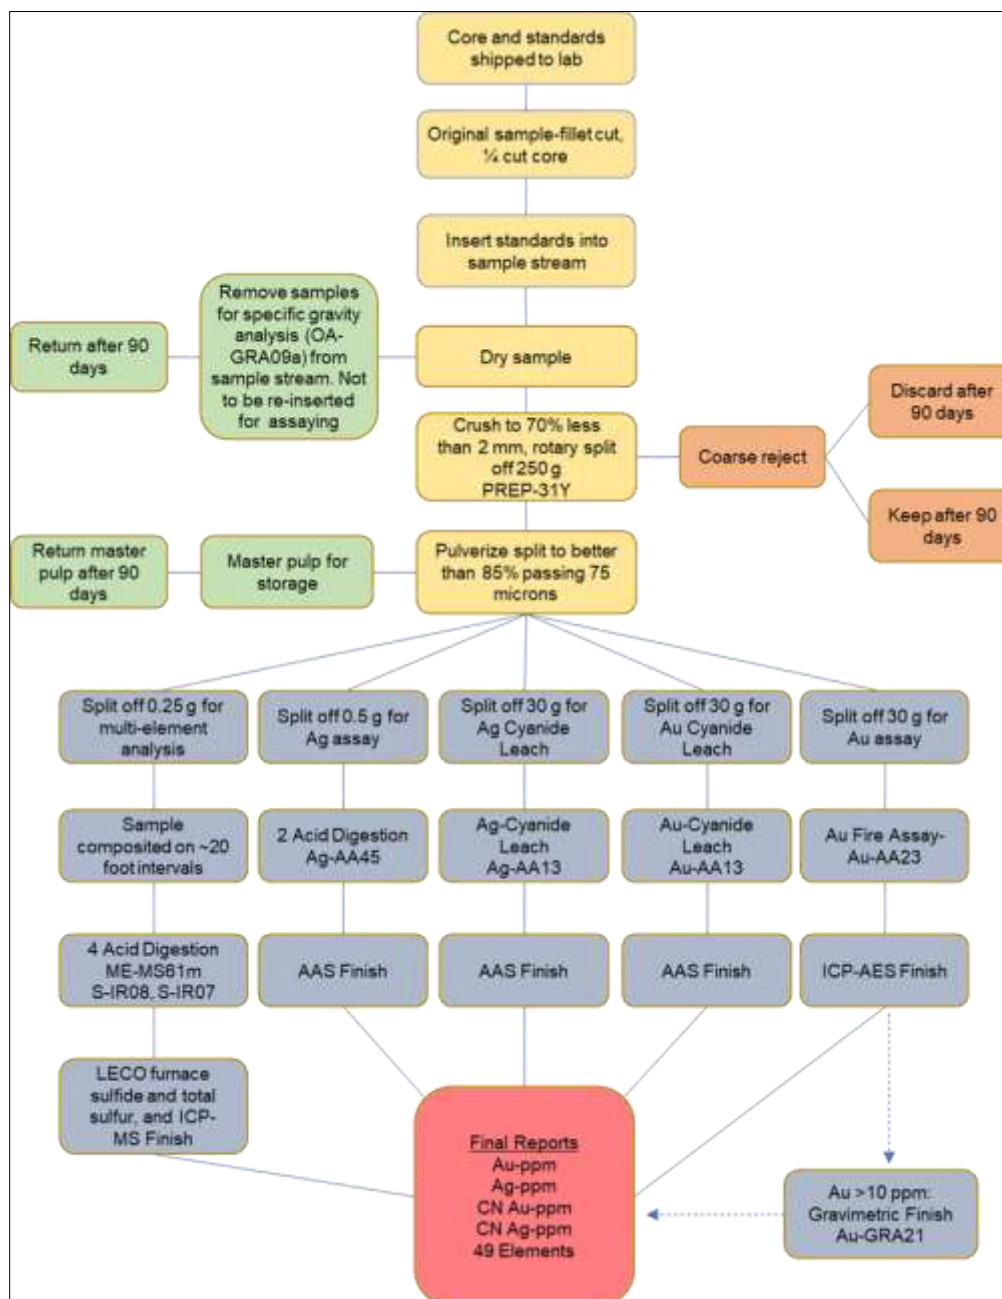 Core and standards
shipped to lab
Original sample-fillet cut,
¼ cut core
Insert standards into
sample stream
Remove samples
for specific gravity
analysis (OA-
GRA09a) from
sample stream. Not
to be re-inserted
for assaying
Return after 90
days
Dry sample
Discard after
90 days
Crush to 70% less
than 2 mm, rotary split
off 250 g
PREP-31Y
Coarse reject
Keep after 90
days
Return master
pulp after 90
days
Master pulp for
storage
Pulverize split to better
than 85% passing 75
microns
Split off 0.25 g for
multi-element
analysis
Split off 0.5 g for
Ag assay
Split off 30 g for
Ag Cyanide
Leach
Split off 30 g for
Au Cyanide
Leach
Split off 30 g for
Au assay
Sample
composited on ~20
foot intervals
2 Acid Digestion
Ag-AA45
Ag-Cyanide
Leach
Ag-AA13
Au-Cyanide
Leach
Au-AA13
Au Fire Assay-
Au-AA23
4 Acid Digestion
ME-MS61m
S-IR08, S-IR07
AAS Finish
AAS Finish
AAS Finish
ICP-AES Finish
LECO furnace
sulfide and total
sulfur, and ICP-
MS Finish
Final Reports
Au-ppm
Ag-ppm
CN Au-ppm
CN Ag-ppm
49 Elements
Au >10 ppm:
Gravimetric Finish
Au-GRA21